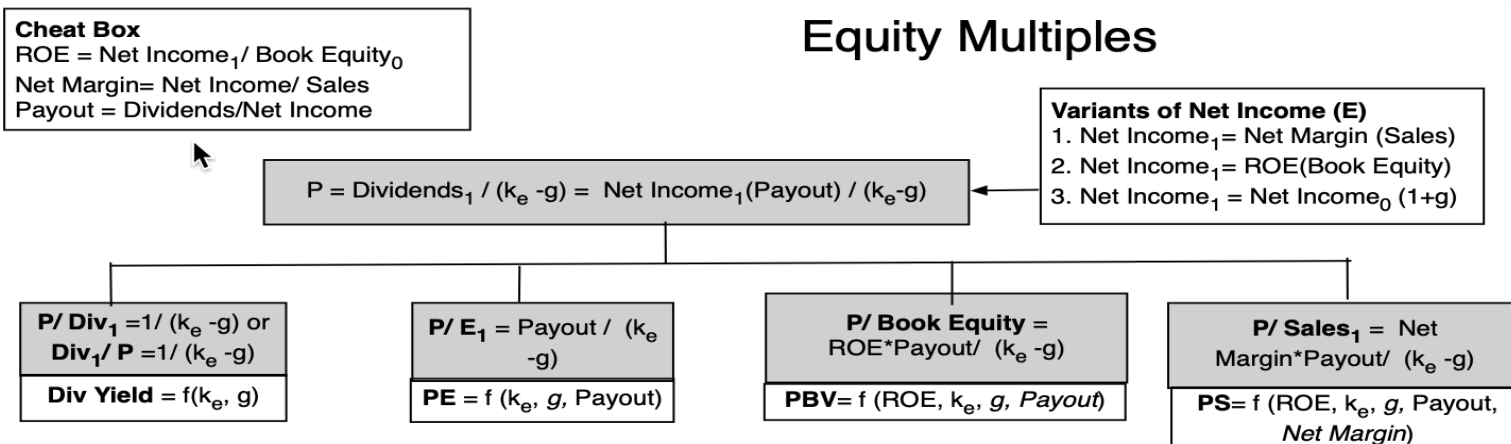 Cheat Box
ROE = Net Income₁/ Book Equity₀
Net Margin= Net Income/ Sales
Payout = Dividends/Net Income
Equity Multiples
Variants of Net Income (E)
1. Net Income₁= Net Margin (Sales)
2. Net Income₁= ROE(Book Equity)
3. Net Income₁ = Net Income₀ (1+g)
P = Dividends₁ / (kₑ -g) = Net Income₁(Payout) / (kₑ-g)
P/ Div₁ =1/ (kₑ -g) or
Div₁/ P =1/ (kₑ -g)
Div Yield = f(kₑ, g)
P/ E₁ = Payout / (kₑ
-g)
PE = f (kₑ, g, Payout)
P/ Book Equity =
ROE*Payout/ (kₑ -g)
PBV= f (ROE, kₑ, g, Payout)
P/ Sales₁ = Net
Margin*Payout/ (kₑ -g)
PS= f (ROE, kₑ, g, Payout,
Net Margin)